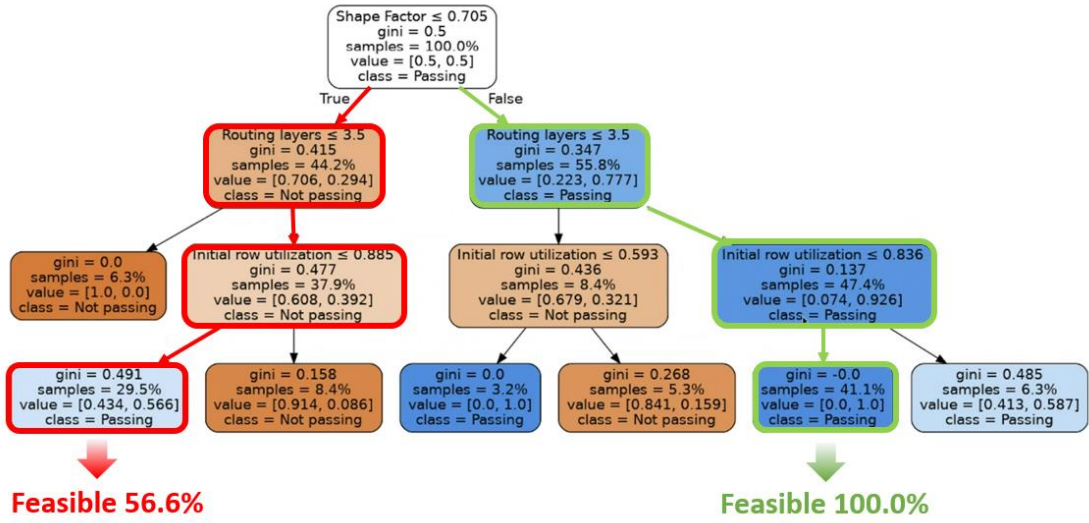 Shape Factor ≤ 0.705
gini = 0.5
samples = 100.0%
value = [0.5, 0.5]
class = Passing
True
False
Routing layers ≤ 3.5
gini = 0.415
samples = 44.2%
value = [0.706, 0.294]
class = Not passing
Routing layers ≤ 3.5
gini = 0.347
samples = 55.8%
value = [0.223, 0.777]
class = Passing
gini = 0.0
samples = 6.3%
value = [1.0, 0.0]
class = Not passing
Initial row utilization ≤ 0.885
gini = 0.477
samples = 37.9%
value = [0.608, 0.392]
class = Not passing
Initial row utilization ≤ 0.593
gini = 0.436
samples = 8.4%
value = [0.679, 0.321]
class = Not passing
Initial row utilization ≤ 0.836
gini = 0.137
samples = 47.4%
value = [0.074, 0.926]
class = Passing
gini = 0.491
samples = 29.5%
value = [0.434, 0.566]
class = Passing
gini = 0.158
samples = 8.4%
value = [0.914, 0.086]
class = Not passing
gini = 0.0
samples = 3.2%
value = [0.0, 1.0]
class = Passing
gini = 0.268
samples = 5.3%
value = [0.841, 0.159]
class = Not passing
gini = -0.0
samples = 41.1%
value = [0.0, 1.0]
class = Passing
gini = 0.485
samples = 6.3%
value = [0.413, 0.587]
class = Passing
Feasible 56.6%
Feasible 100.0%